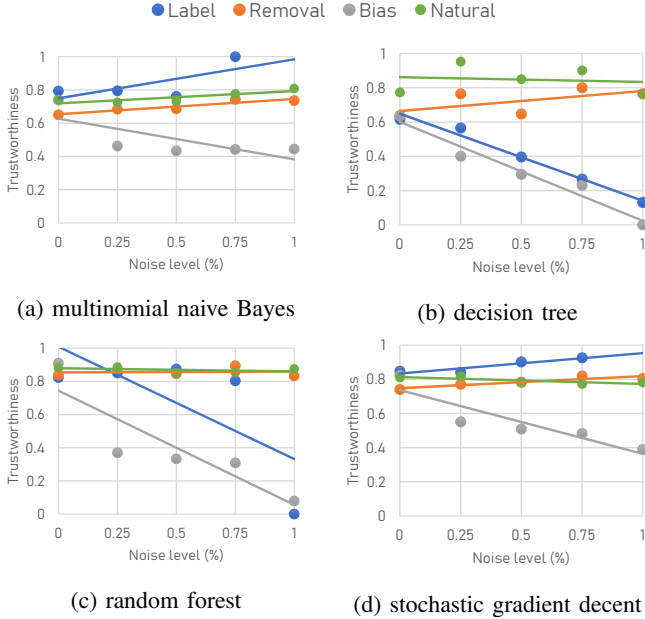 Label Removal Bias Natural
Trustworthiness
1
0.8
0.6
0.4
0.2
0
0 0.25 0.5 0.75 1
Noise level (%)
(a) multinomial naive Bayes
Trustworthiness
1
0.8
0.6
0.4
0.2
0
0 0.25 0.5 0.75 1
Noise level (%)
(b) decision tree
Trustworthiness
1
0.8
0.6
0.4
0.2
0
0 0.25 0.5 0.75 1
Noise level (%)
(c) random forest
Trustworthiness
1
0.8
0.6
0.4
0.2
0
0 0.25 0.5 0.75 1
Noise level (%)
(d) stochastic gradient decent